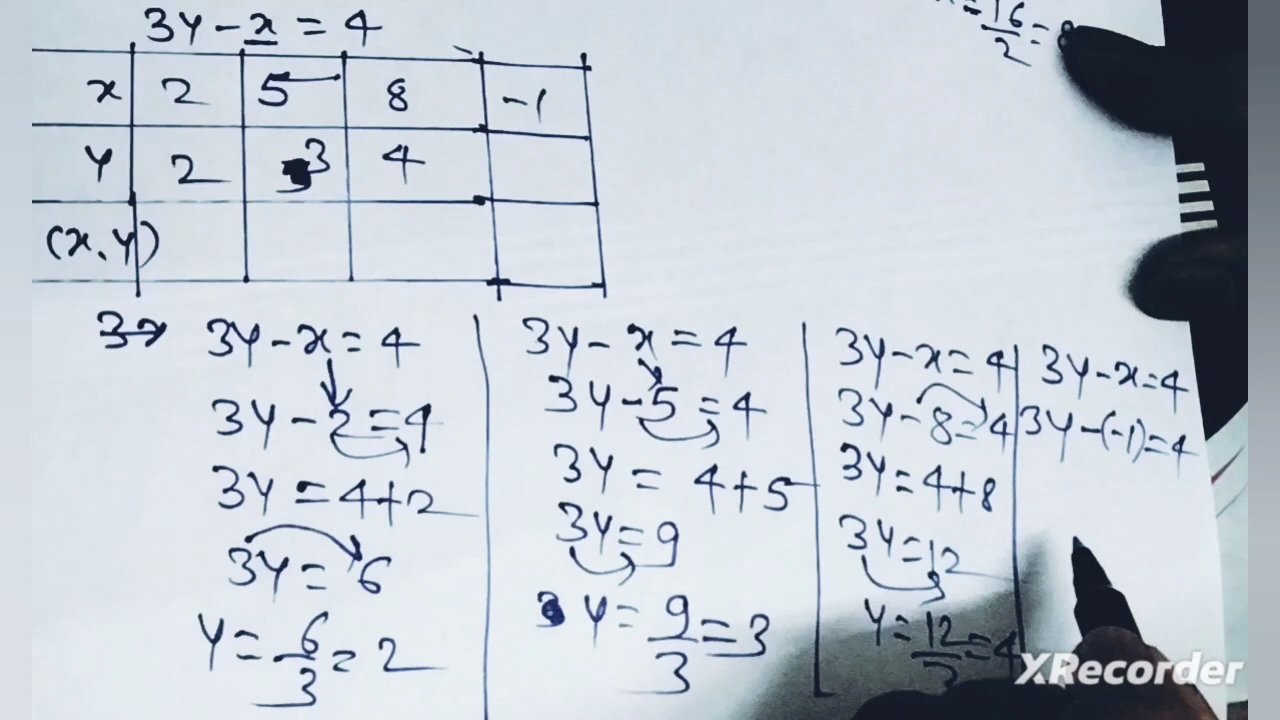 3y - x = 4
= 16/2 = 8
x 2 5 8 -1
y 2 3 4
(x, y)
3y - x = 4
3y - 2 = 4
3y = 4+2
3y = 6
y = 6/3 = 2
3y - x = 4
3y - 5 = 4
3y = 4+5
3y = 9
y = 9/3 = 3
3y - x = 4
3y - 8 = 4
3y = 4+8
3y = 12
y = 12/3 = 4
3y - x = 4
3y - (-1) = 4
XRecorder